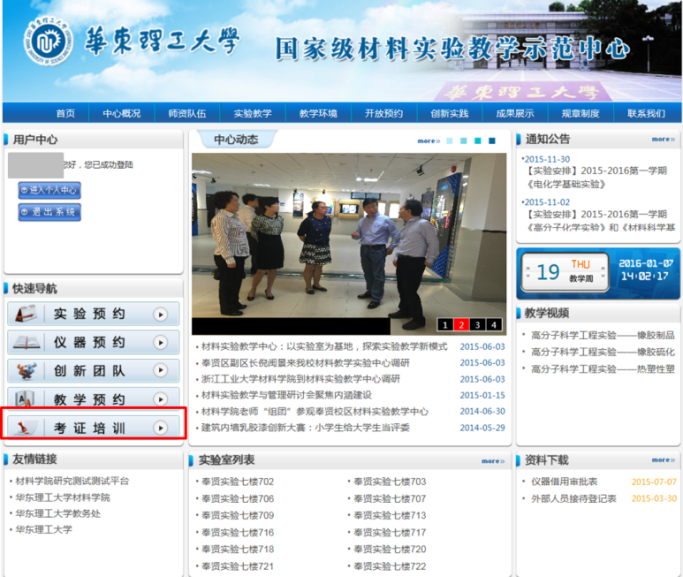 華東理工大學
国家级材料实验教学示范中心
華東理工大學
首页 中心概况 师资队伍 实验教学 教学环境 开放预约 创新实践 成果展示 规章制度 联系我们
用户中心
您好，您已成功登陆
进入个人中心
退出系统
快速导航
实验预约
仪器预约
创新团队
教学预约
考证培训
友情链接
材料学院研究测试测试平台
华东理工大学材料学院
华东理工大学教务处
华东理工大学
中心动态 more»
1 2 3 4
材料实验教学中心：以实验室为基地，探索实验教学新模式 2015-06-03
奉贤区副区长倪闽景来我校材料教学实验中心调研 2015-06-03
浙江工业大学材料学院到材料实验教学中心调研 2015-06-03
材料实验教学与管理研讨会聚焦内涵建设 2015-01-15
材料学院老师“组团”参观奉贤校区材料实验教学中心 2014-06-30
建筑内墙乳胶漆创新大赛：小学生给大学生当评委 2014-05-29
实验室列表 more»
奉贤实验七楼702 奉贤实验七楼703
奉贤实验七楼706 奉贤实验七楼707
奉贤实验七楼709 奉贤实验七楼713
奉贤实验七楼716 奉贤实验七楼717
奉贤实验七楼718 奉贤实验七楼720
奉贤实验七楼721 奉贤实验七楼722
通知公告 more»
2015-11-30
【实验安排】2015-2016第一学期
《电化学基础实验》
2015-11-02
【实验安排】2015-2016第一学期
《高分子化学实验》和《材料科学基
19 THU 教学周
2016-01-07
14:02:17
教学视频
高分子科学工程实验——橡胶制品
高分子科学工程实验——橡胶硫化
高分子科学工程实验——热塑性塑
资料下载 more»
仪器借用审批表 2015-07-07
外部人员接待登记表 2015-03-30